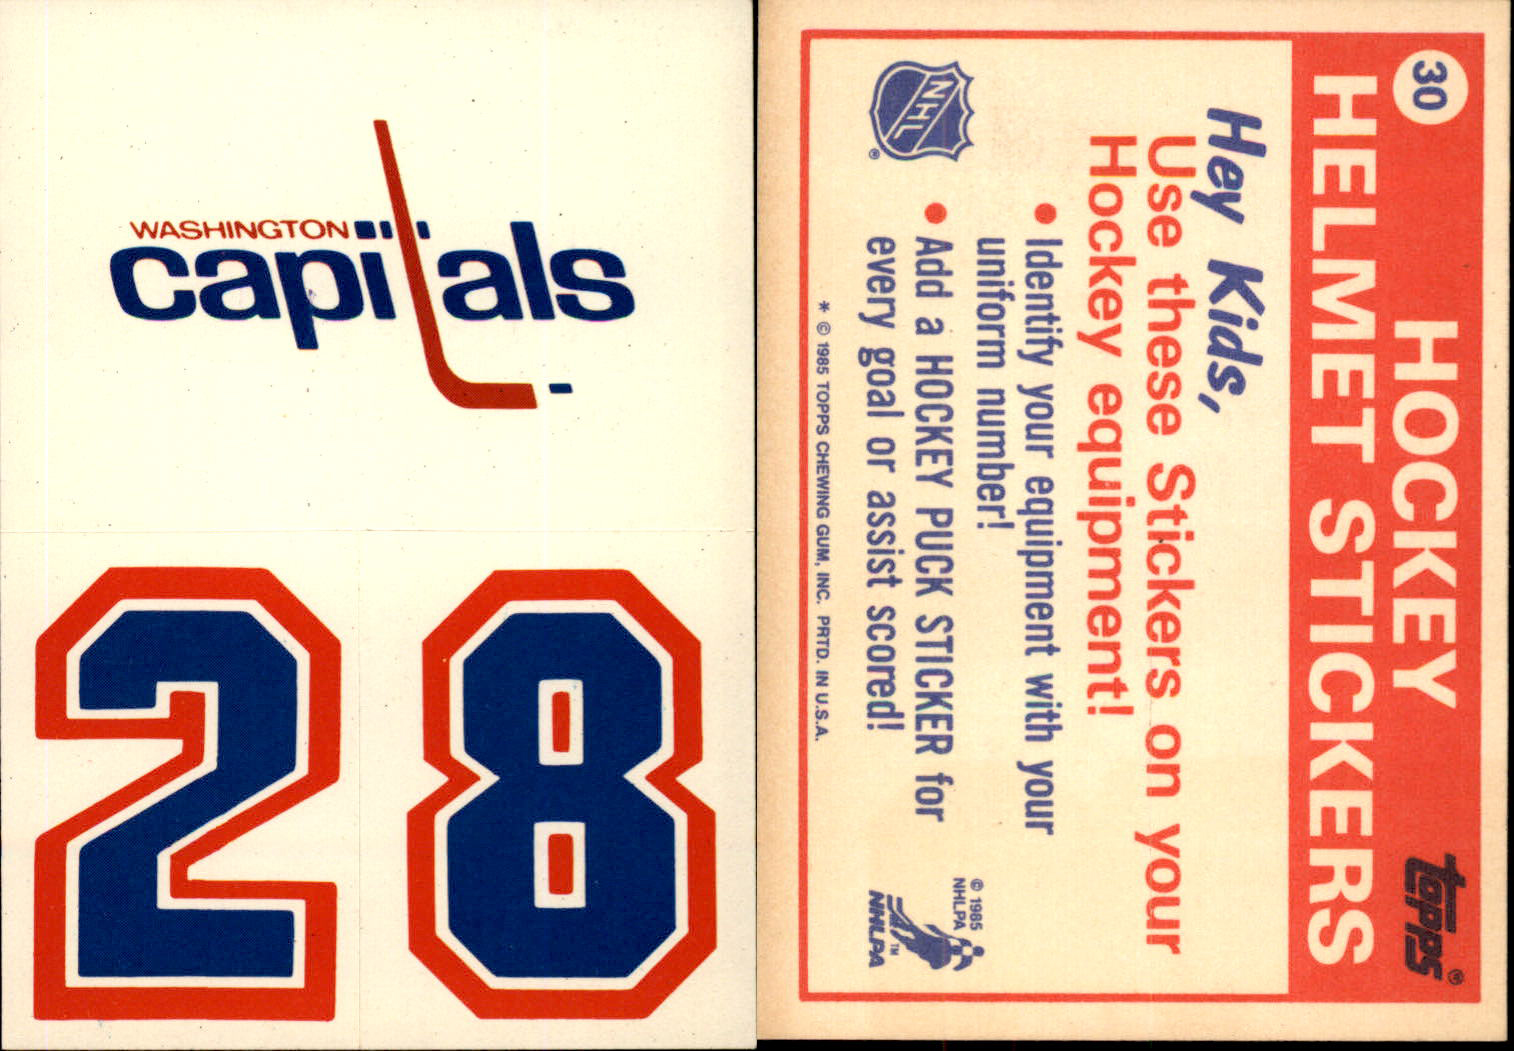 WASHINGTON
capitals
28
30
HOCKEY
HELMET STICKERS
topps®
Hey Kids,
Use these Stickers on your
Hockey equipment!
• Identify your equipment with your
uniform number!
• Add a HOCKEY PUCK STICKER for
every goal or assist scored!
NHL
®
© 1985
NHLPA
™
NHLPA
* © 1985 TOPPS CHEWING GUM, INC. PRTD. IN U.S.A.